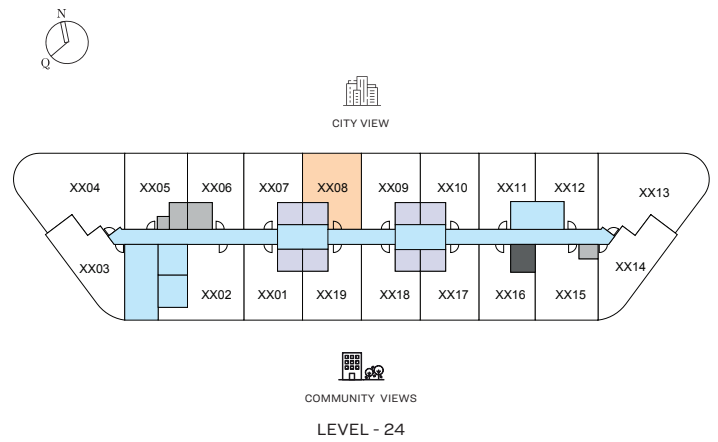 N
Q
CITY VIEW
XX04 XX05 XX06 XX07 XX08 XX09 XX10 XX11 XX12 XX13
XX03 XX14
XX02 XX01 XX19 XX18 XX17 XX16 XX15
COMMUNITY VIEWS
LEVEL - 24